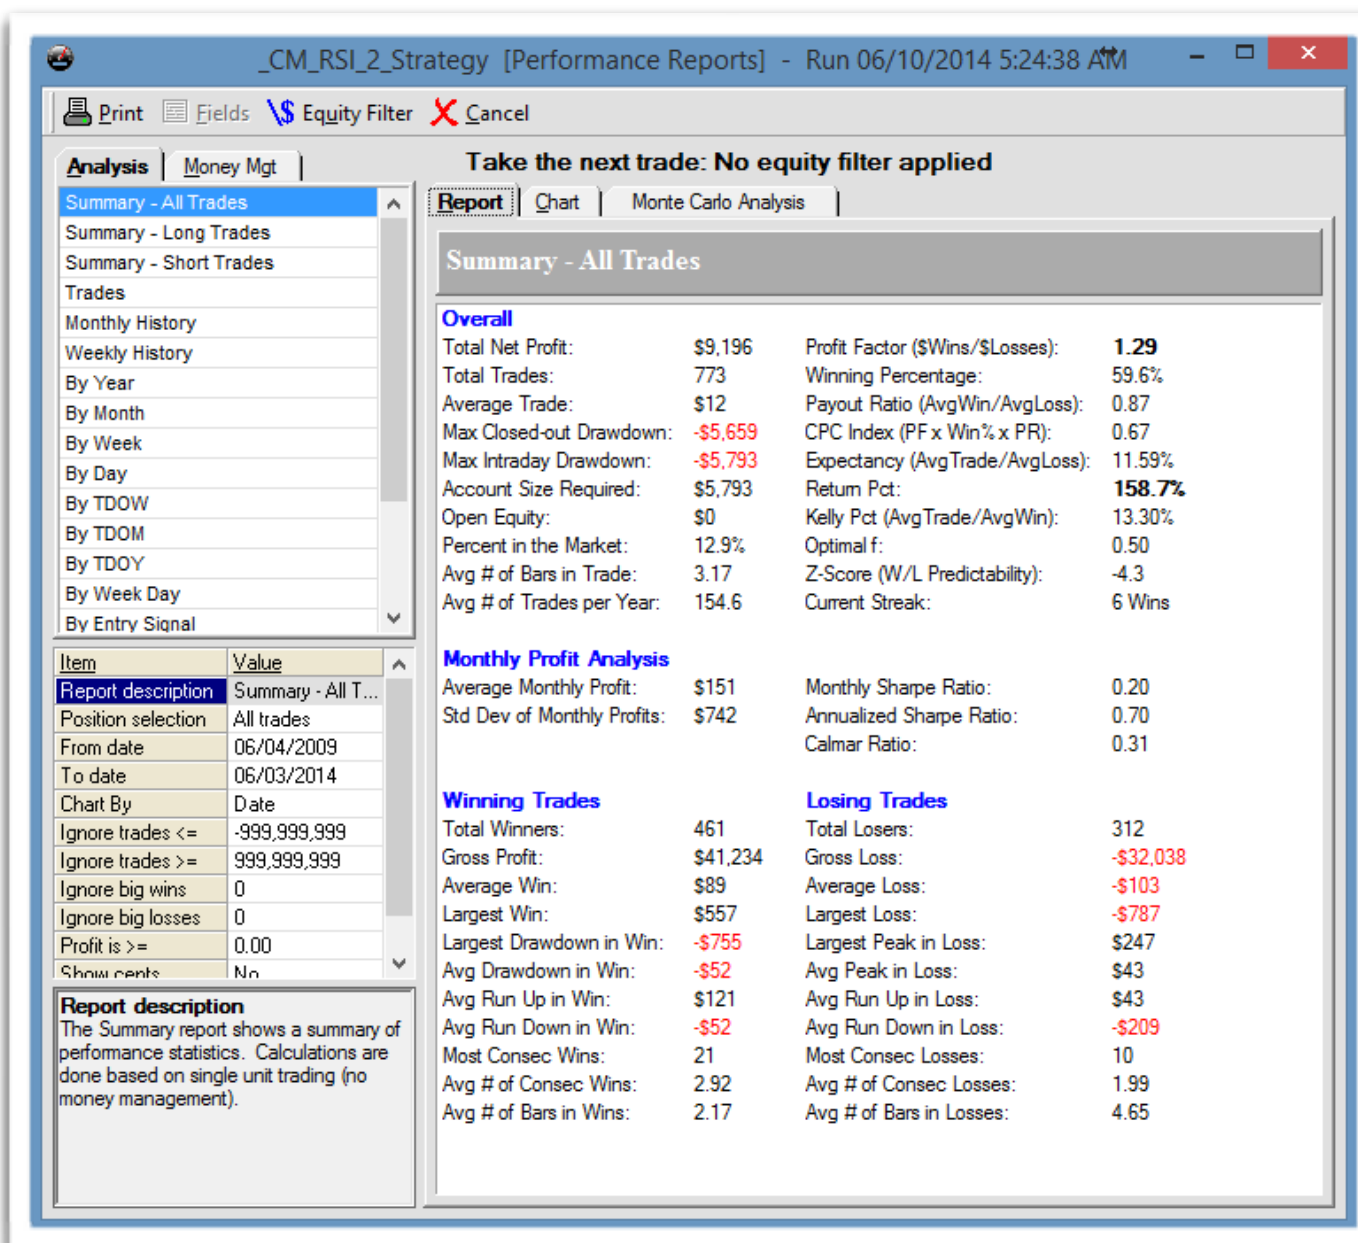 _CM_RSI_2_Strategy [Performance Reports] - Run 06/10/2014 5:24:38 AM
Print Fields \$ Equity Filter Cancel
Analysis Money Mgt
Take the next trade: No equity filter applied
Summary - All Trades
Summary - Long Trades
Summary - Short Trades
Trades
Monthly History
Weekly History
By Year
By Month
By Week
By Day
By TDOW
By TDOM
By TDOY
By Week Day
By Entry Signal
Item Value
Report description Summary - All T...
Position selection All trades
From date 06/04/2009
To date 06/03/2014
Chart By Date
Ignore trades <= -999,999,999
Ignore trades >= 999,999,999
Ignore big wins 0
Ignore big losses 0
Profit is >= 0.00
Show cents No
Report description
The Summary report shows a summary of
performance statistics. Calculations are
done based on single unit trading (no
money management).
Report Chart Monte Carlo Analysis
Summary - All Trades
Overall
Total Net Profit: $9,196 Profit Factor ($Wins/$Losses): 1.29
Total Trades: 773 Winning Percentage: 59.6%
Average Trade: $12 Payout Ratio (AvgWin/AvgLoss): 0.87
Max Closed-out Drawdown: -$5,659 CPC Index (PF x Win% x PR): 0.67
Max Intraday Drawdown: -$5,793 Expectancy (AvgTrade/AvgLoss): 11.59%
Account Size Required: $5,793 Return Pct: 158.7%
Open Equity: $0 Kelly Pct (AvgTrade/AvgWin): 13.30%
Percent in the Market: 12.9% Optimal f: 0.50
Avg # of Bars in Trade: 3.17 Z-Score (W/L Predictability): -4.3
Avg # of Trades per Year: 154.6 Current Streak: 6 Wins
Monthly Profit Analysis
Average Monthly Profit: $151 Monthly Sharpe Ratio: 0.20
Std Dev of Monthly Profits: $742 Annualized Sharpe Ratio: 0.70
Calmar Ratio: 0.31
Winning Trades Losing Trades
Total Winners: 461 Total Losers: 312
Gross Profit: $41,234 Gross Loss: -$32,038
Average Win: $89 Average Loss: -$103
Largest Win: $557 Largest Loss: -$787
Largest Drawdown in Win: -$755 Largest Peak in Loss: $247
Avg Drawdown in Win: -$52 Avg Peak in Loss: $43
Avg Run Up in Win: $121 Avg Run Up in Loss: $43
Avg Run Down in Win: -$52 Avg Run Down in Loss: -$209
Most Consec Wins: 21 Most Consec Losses: 10
Avg # of Consec Wins: 2.92 Avg # of Consec Losses: 1.99
Avg # of Bars in Wins: 2.17 Avg # of Bars in Losses: 4.65